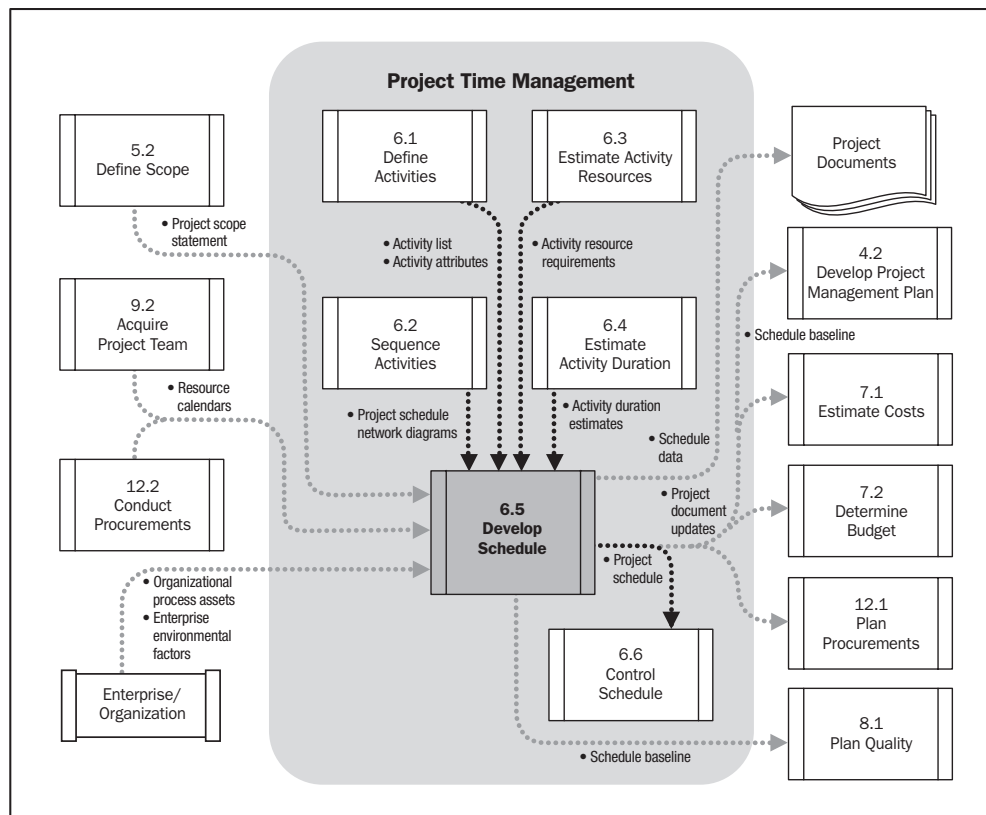 Project Time Management
5.2
Define Scope
• Project scope
statement
9.2
Acquire
Project Team
• Resource
calendars
12.2
Conduct
Procurements
• Organizational
process assets
• Enterprise
environmental
factors
Enterprise/
Organization
6.1
Define
Activities
• Activity list
• Activity attributes
6.3
Estimate Activity
Resources
• Activity resource
requirements
6.2
Sequence
Activities
• Project schedule
network diagrams
6.4
Estimate
Activity Duration
• Activity duration
estimates
6.5
Develop
Schedule
• Schedule
data
• Project
document
updates
• Project
schedule
6.6
Control
Schedule
• Schedule baseline
Project
Documents
4.2
Develop Project
Management Plan
• Schedule baseline
7.1
Estimate Costs
7.2
Determine
Budget
12.1
Plan
Procurements
8.1
Plan Quality